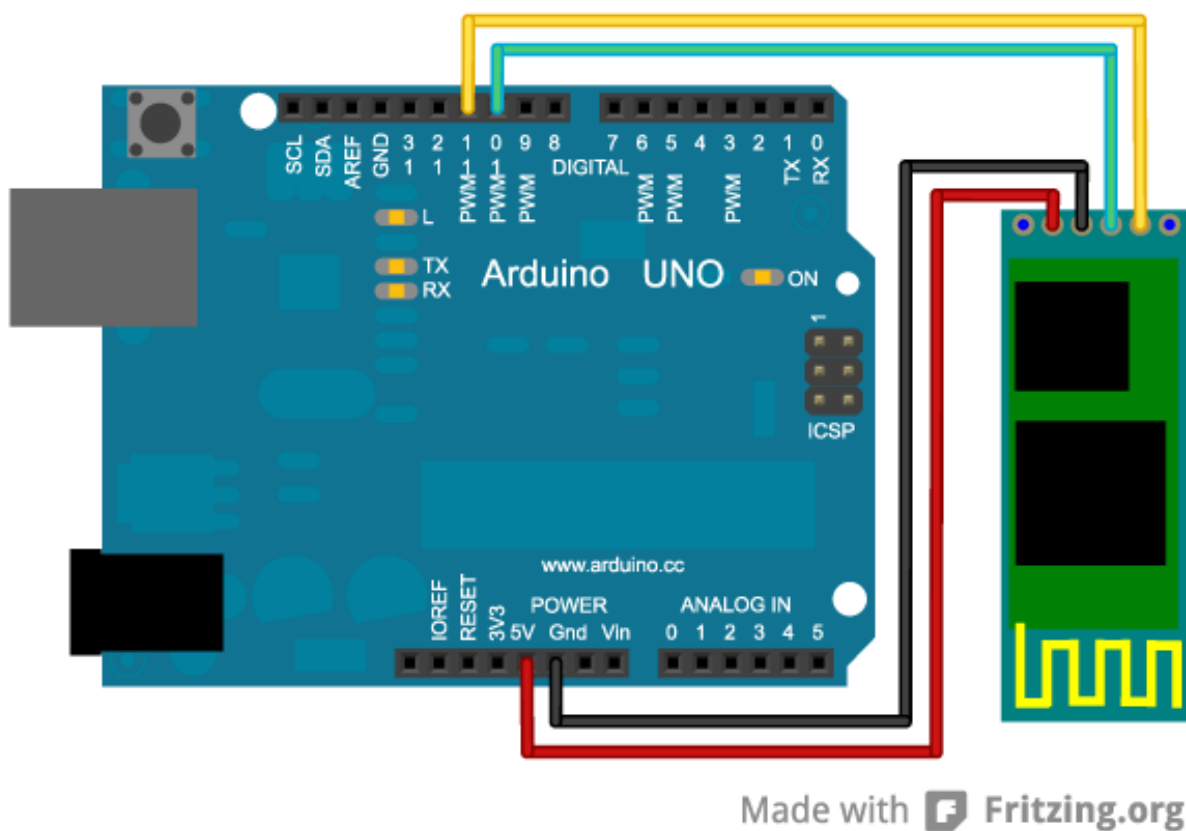 SCL SDA AREF GND 13 12 PWM 11 PWM 10 PWM 9 8 7 PWM 6 PWM 5 4 PWM 3 2 TX 1 RX 0
DIGITAL
L
TX
RX
Arduino UNO
ON
1
ICSP
www.arduino.cc
IOREF RESET 3V3
POWER
5V Gnd Vin
ANALOG IN
0 1 2 3 4 5
Made with Fritzing.org